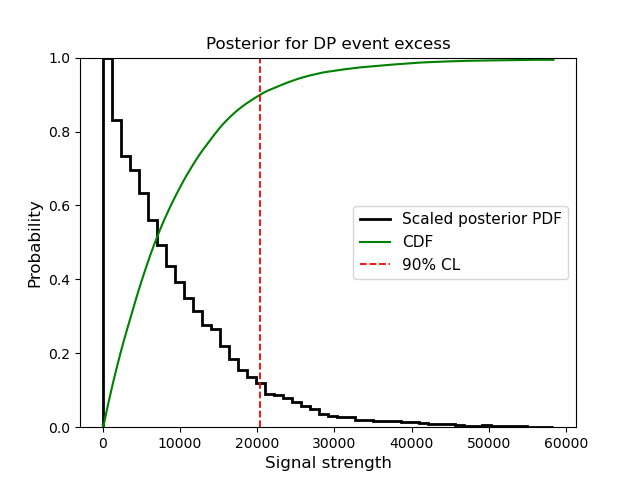 Posterior for DP event excess
1.0
0.8
0.6
0.4
0.2
0.0
Probability
Scaled posterior PDF
CDF
90% CL
0
10000
20000
30000
40000
50000
60000
Signal strength